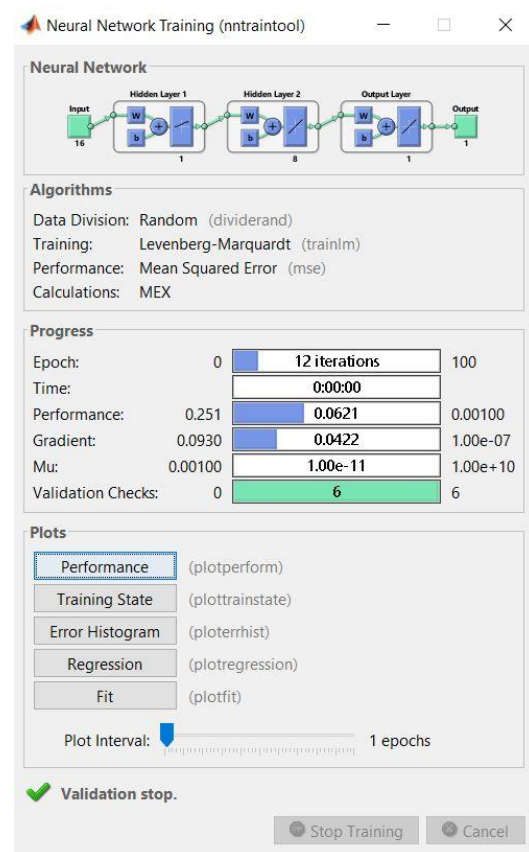 Neural Network Training (nntraintool)
Neural Network
Hidden Layer 1 Hidden Layer 2 Output Layer
Input Output
W W W
b b b
16 1
1 8 1
Algorithms
Data Division: Random (dividerand)
Training: Levenberg-Marquardt (trainlm)
Performance: Mean Squared Error (mse)
Calculations: MEX
Progress
Epoch: 0 12 iterations 100
Time: 0:00:00
Performance: 0.251 0.0621 0.00100
Gradient: 0.0930 0.0422 1.00e-07
Mu: 0.00100 1.00e-11 1.00e+10
Validation Checks: 0 6 6
Plots
Performance (plotperform)
Training State (plottrainstate)
Error Histogram (ploterrhist)
Regression (plotregression)
Fit (plotfit)
Plot Interval: 1 epochs
Validation stop.
Stop Training Cancel